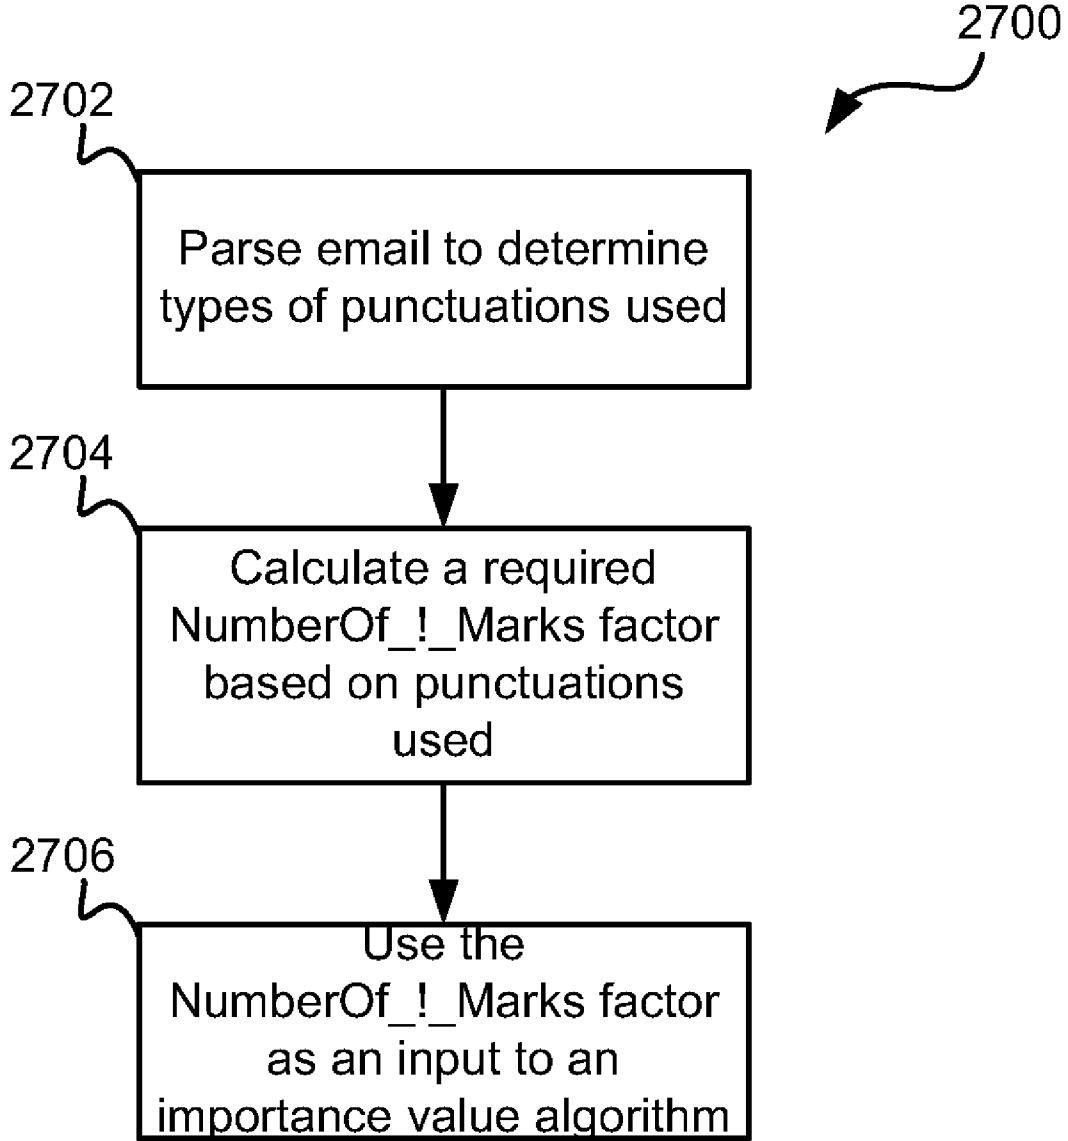 2700
2702
Parse email to determine
types of punctuations used
2704
Calculate a required
NumberOf_!_Marks factor
based on punctuations
used
2706
Use the
NumberOf_!_Marks factor
as an input to an
importance value algorithm